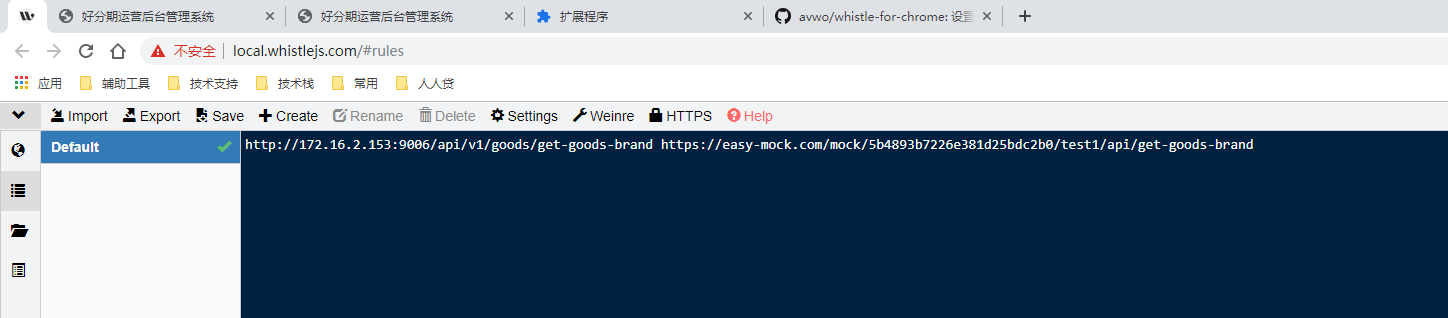 好分期运营后台管理系统 好分期运营后台管理系统 扩展程序 avwo/whistle-for-chrome: 设置
不安全 local.whistlejs.com/#rules
应用 辅助工具 技术支持 技术栈 常用 人人贷
Import Export Save Create Rename Delete Settings Weinre HTTPS Help
Default
http://172.16.2.153:9006/api/v1/goods/get-goods-brand https://easy-mock.com/mock/5b4893b7226e381d25bdc2b0/test1/api/get-goods-brand